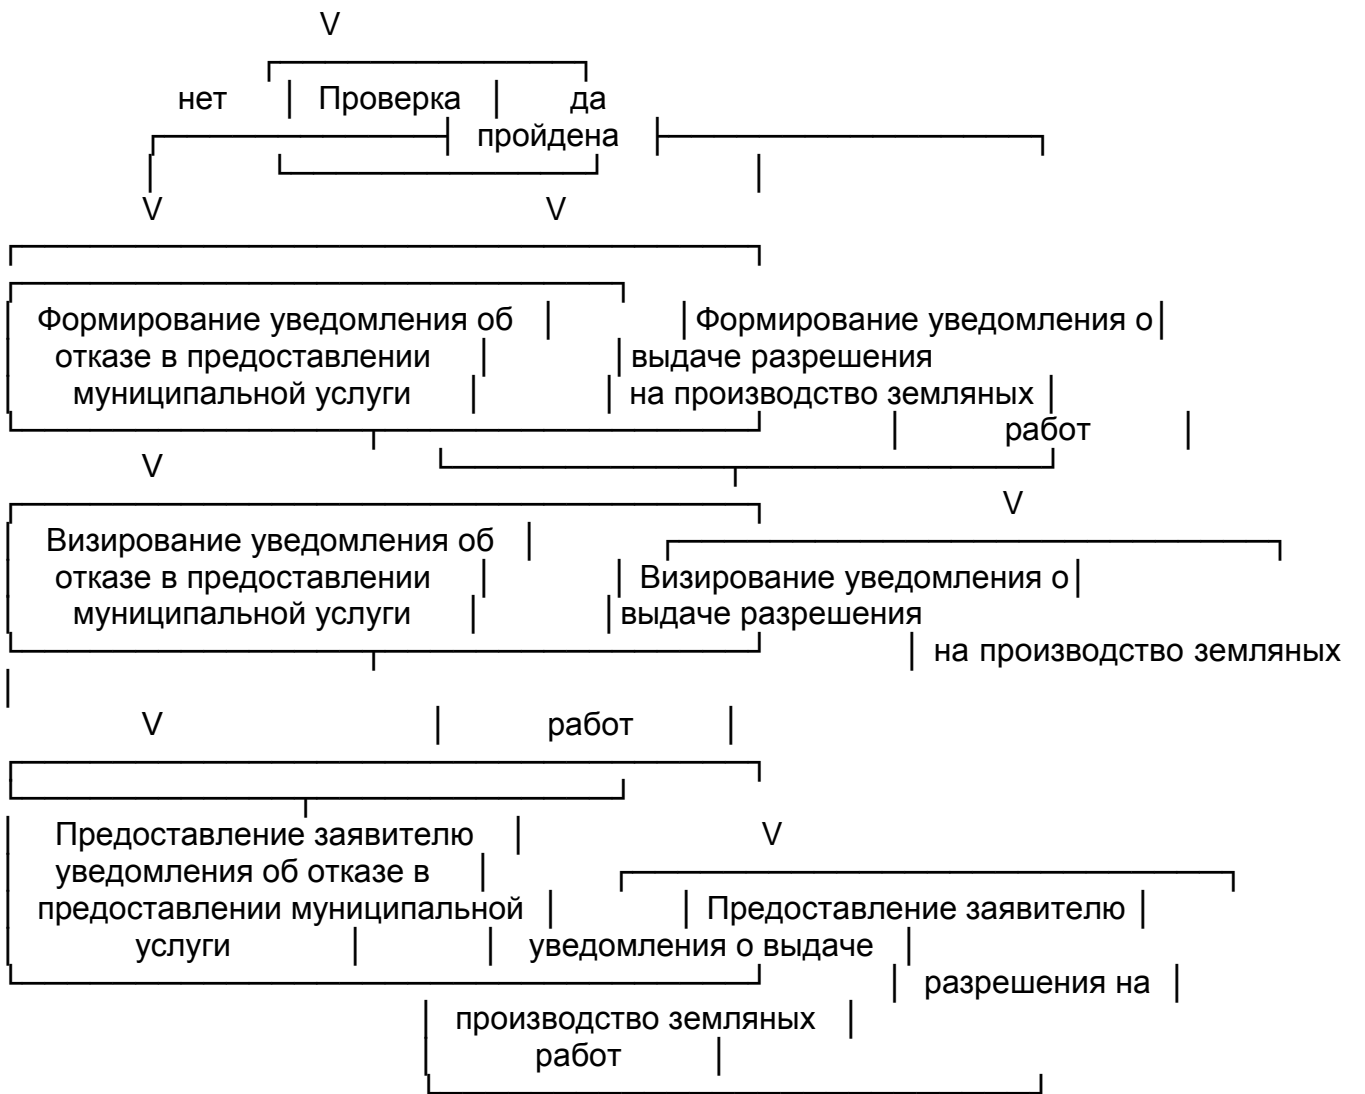 V
нет Проверка да
пройдена
V V
Формирование уведомления об Формирование уведомления о
отказе в предоставлении выдаче разрешения
муниципальной услуги на производство земляных
работ
V
V
Визирование уведомления об
отказе в предоставлении Визирование уведомления о
муниципальной услуги выдаче разрешения
на производство земляных
V работ
Предоставление заявителю V
уведомления об отказе в
предоставлении муниципальной Предоставление заявителю
услуги уведомления о выдаче
разрешения на
производство земляных
работ